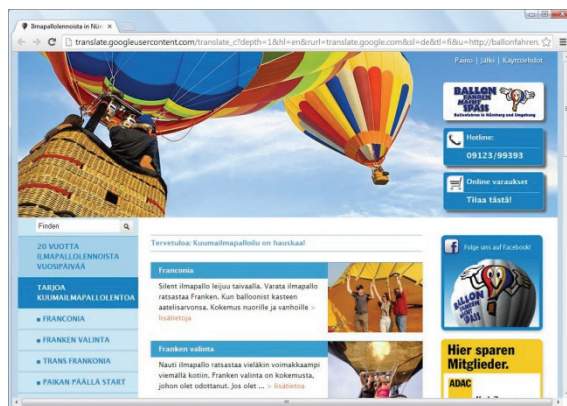 Ilmapallolennoista in Nür
translate.googleusercontent.com/translate_c?depth=1&hl=en&rurl=translate.google.com&sl=de&tl=fi&u=http://ballonfahren.
Paino | Jälki | Käyttöehdot
BALLON
FAHREN
MACHT
SPASS
Ballonfahren in Nürnberg und Umgebung
Hotline:
09123/99393
Online varaukset
Tilaa tästä!
Finden
20 VUOTTA
ILMAPALLOLENNOISTA
VUOSIPÄIVÄÄ
TARJOA
KUUMAILMAPALLOLENTOA
FRANCONIA
FRANKEN VALINTA
TRANS FRANKONIA
PAIKAN PÄÄLLÄ START
Tervetuloa: Kuumailmapalloilu on hauskaa!
Franconia
Silent ilmapallo leijuu taivaalla. Varata ilmapallo
ratsastaa Franken. Kun balloonist kasteen
aatelisarvonsa. Kokemus nuorille ja vanhoille >
lisätietoja
Franken valinta
Nauti ilmapallo ratsastaa vieläkin voimakkaampi
viemällä kotiin. Franken valinta on kokemusta,
johon olet odottanut. Jos olet ... > lisätietoja
Folge uns auf Facebook!
BALLON
FAHREN
MACHT
SPASS
Hier sparen
Mitglieder.
ADAC